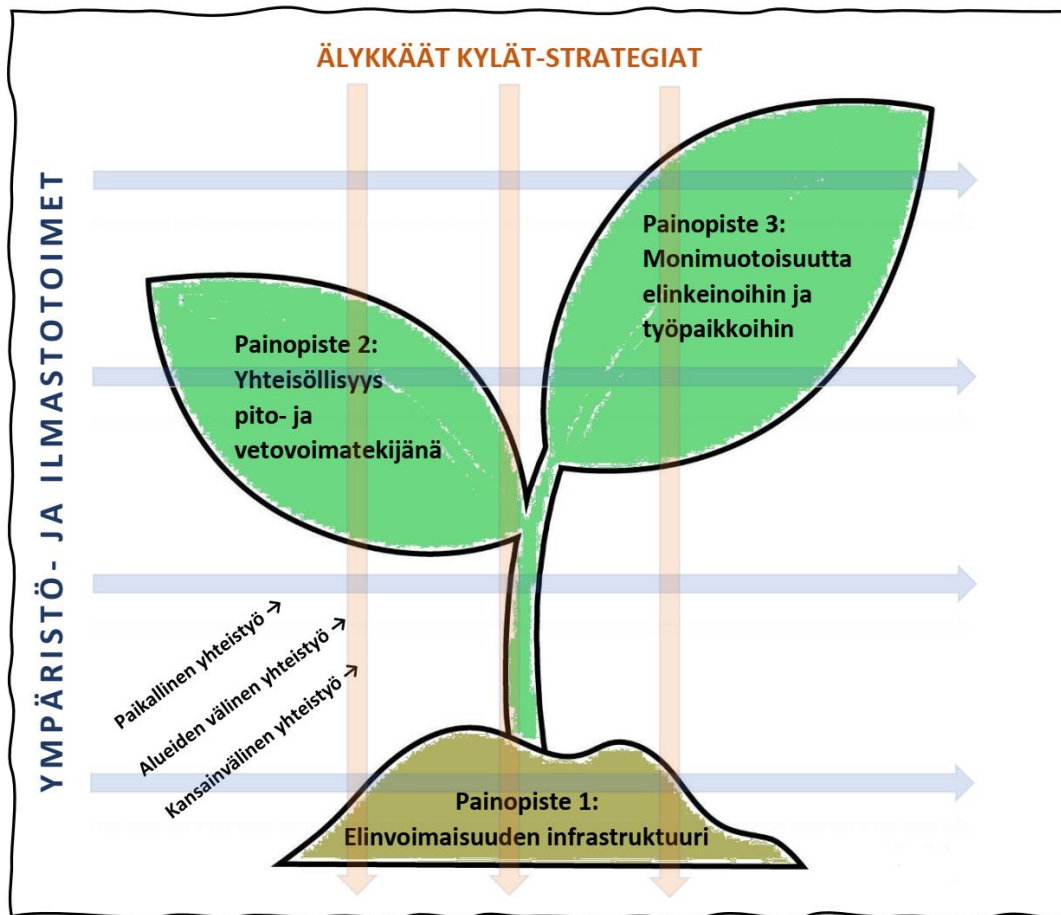 ÄLYKKÄÄT KYLÄT-STRATEGIAT
YMPÄRISTÖ- JA ILMASTOTOIMET
Painopiste 3:
Monimuotoisuutta
elinkeinoihin ja
työpaikkoihin
Painopiste 2:
Yhteisöllisyys
pito- ja
vetovoimatekijänä
Paikallinen yhteistyö →
Alueiden välinen yhteistyö →
Kansainvälinen yhteistyö →
Painopiste 1:
Elinvoimaisuuden infrastruktuuri